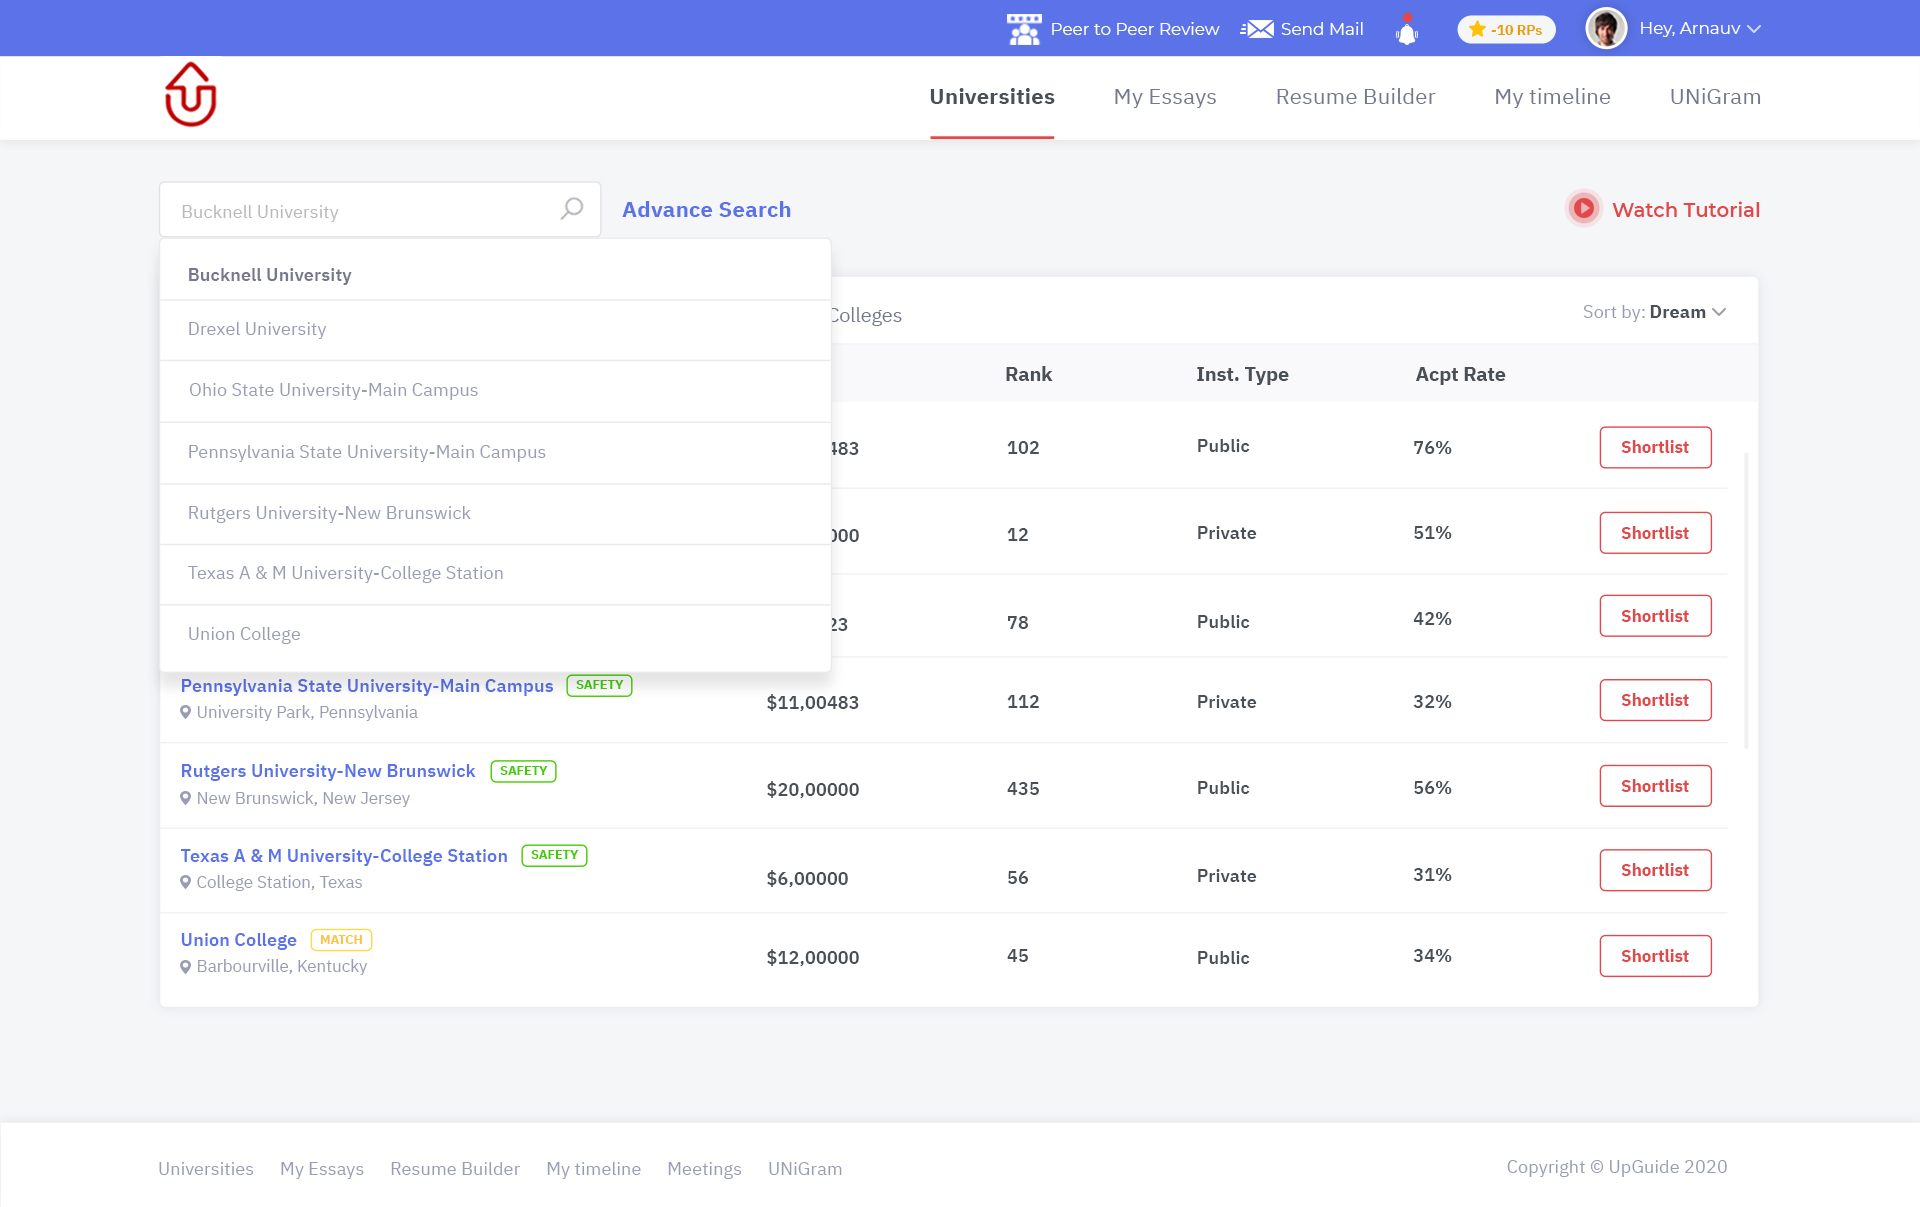 Peer to Peer Review
Send Mail
-10 RPs
Hey, Arnauv
Universities
My Essays
Resume Builder
My timeline
UNiGram
Bucknell University
Advance Search
Watch Tutorial
Bucknell University
Drexel University
Ohio State University-Main Campus
Pennsylvania State University-Main Campus
Rutgers University-New Brunswick
Texas A & M University-College Station
Union College
Colleges
Sort by: Dream
Rank
Inst. Type
Acpt Rate
483
102
Public
76%
Shortlist
000
12
Private
51%
Shortlist
23
78
Public
42%
Shortlist
Pennsylvania State University-Main Campus
SAFETY
University Park, Pennsylvania
$11,00483
112
Private
32%
Shortlist
Rutgers University-New Brunswick
SAFETY
New Brunswick, New Jersey
$20,00000
435
Public
56%
Shortlist
Texas A & M University-College Station
SAFETY
College Station, Texas
$6,00000
56
Private
31%
Shortlist
Union College
MATCH
Barbourville, Kentucky
$12,00000
45
Public
34%
Shortlist
Universities
My Essays
Resume Builder
My timeline
Meetings
UNiGram
Copyright © UpGuide 2020